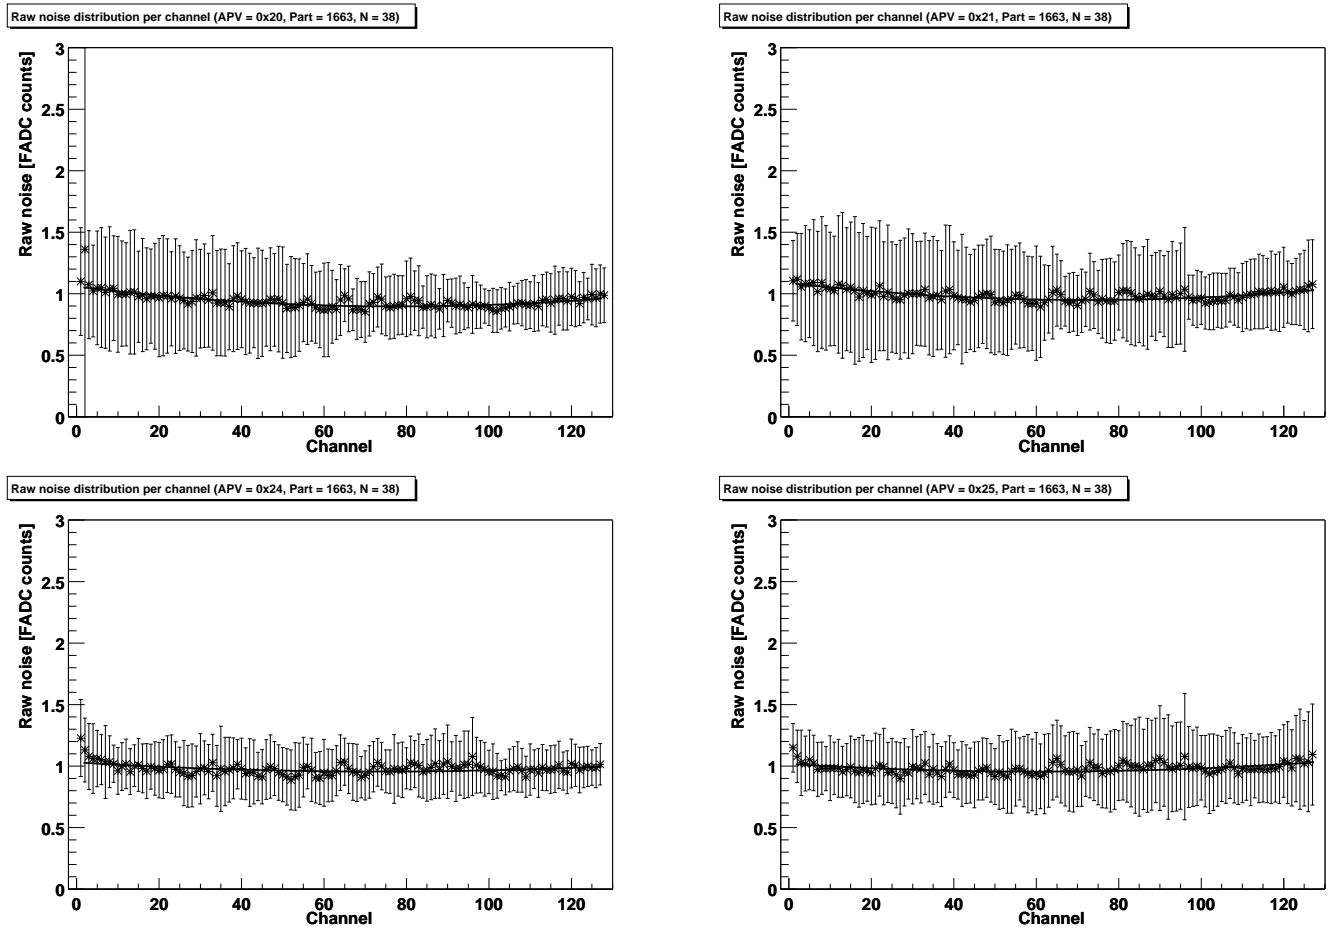 Raw noise distribution per channel (APV = 0x20, Part = 1663, N = 38)
Raw noise [FADC counts]
3
2.5
2
1.5
1
0.5
0
0 20 40 60 80 100 120
Channel
Raw noise distribution per channel (APV = 0x21, Part = 1663, N = 38)
Raw noise [FADC counts]
3
2.5
2
1.5
1
0.5
0
0 20 40 60 80 100 120
Channel
Raw noise distribution per channel (APV = 0x24, Part = 1663, N = 38)
Raw noise [FADC counts]
3
2.5
2
1.5
1
0.5
0
0 20 40 60 80 100 120
Channel
Raw noise distribution per channel (APV = 0x25, Part = 1663, N = 38)
Raw noise [FADC counts]
3
2.5
2
1.5
1
0.5
0
0 20 40 60 80 100 120
Channel